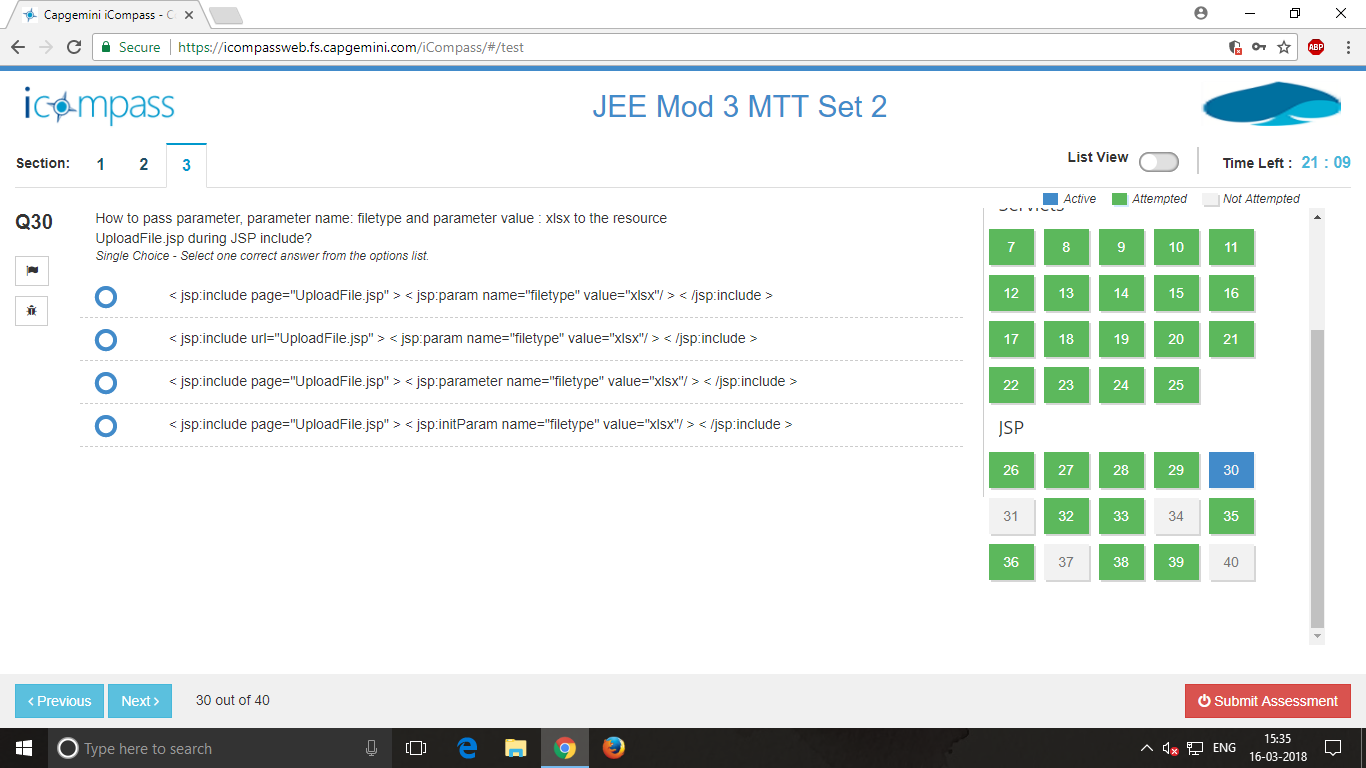 Capgemini iCompass - C
Secure https://icompassweb.fs.capgemini.com/iCompass/#/test
ABP
icompass
JEE Mod 3 MTT Set 2
Section: 1 2 3
List View
Time Left : 21 : 09
Active Attempted Not Attempted
Q30
How to pass parameter, parameter name: filetype and parameter value : xlsx to the resource
UploadFile.jsp during JSP include?
Single Choice - Select one correct answer from the options list.
< jsp:include page="UploadFile.jsp" > < jsp:param name="filetype" value="xlsx"/ > < /jsp:include >
< jsp:include url="UploadFile.jsp" > < jsp:param name="filetype" value="xlsx"/ > < /jsp:include >
< jsp:include page="UploadFile.jsp" > < jsp:parameter name="filetype" value="xlsx"/ > < /jsp:include >
< jsp:include page="UploadFile.jsp" > < jsp:initParam name="filetype" value="xlsx"/ > < /jsp:include >
Servlets
7 8 9 10 11
12 13 14 15 16
17 18 19 20 21
22 23 24 25
JSP
26 27 28 29 30
31 32 33 34 35
36 37 38 39 40
< Previous Next > 30 out of 40 Submit Assessment
Type here to search
ENG
15:35
16-03-2018